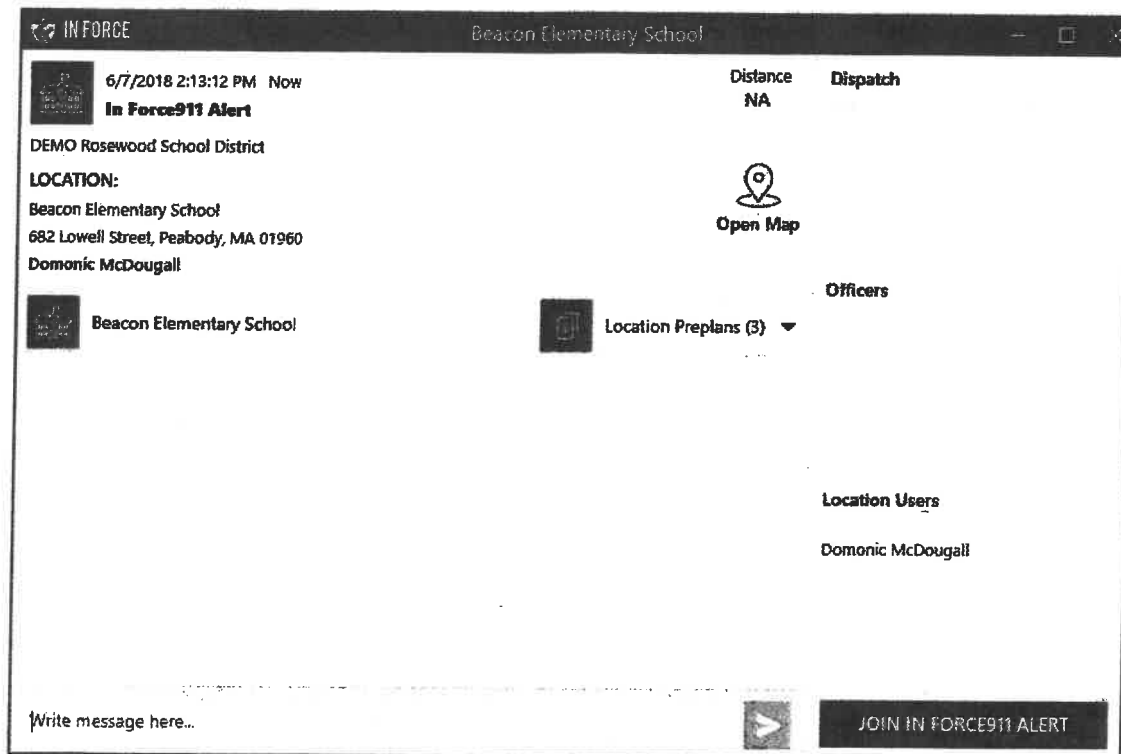 IN FORCE
Beacon Elementary School
6/7/2018 2:13:12 PM Now
In Force911 Alert
DEMO Rosewood School District
LOCATION:
Beacon Elementary School
682 Lowell Street, Peabody, MA 01960
Domonic McDougall
Beacon Elementary School
Location Preplans (3)
Distance
NA
Open Map
Dispatch
Officers
Location Users
Domonic McDougall
Write message here...
JOIN IN FORCE911 ALERT